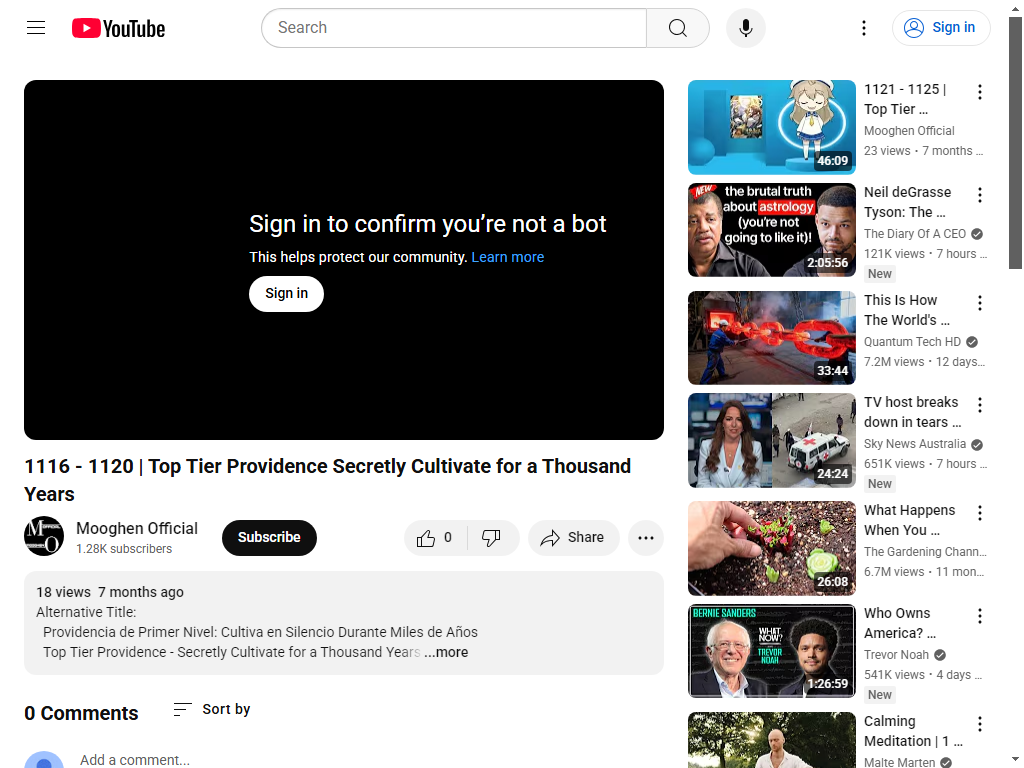 YouTube
Search
Sign in
Sign in to confirm you’re not a bot
This helps protect our community. Learn more
Sign in
1116 - 1120 | Top Tier Providence Secretly Cultivate for a Thousand
Years
Mooghen Official
1.28K subscribers
Subscribe
0
Share
18 views 7 months ago
Alternative Title:
Providencia de Primer Nivel: Cultiva en Silencio Durante Miles de Años
Top Tier Providence - Secretly Cultivate for a Thousand Years ...more
0 Comments
Sort by
Add a comment...
46:09
1121 - 1125 |
Top Tier ...
Mooghen Official
23 views • 7 months ...
NEW
the brutal truth
about astrology
(you're not
going to like it)!
2:05:56
Neil deGrasse
Tyson: The ...
The Diary Of A CEO
121K views • 7 hours ...
New
33:44
This Is How
The World's ...
Quantum Tech HD
7.2M views • 12 days...
24:24
TV host breaks
down in tears ...
Sky News Australia
651K views • 7 hours ...
New
26:08
What Happens
When You ...
The Gardening Chann...
6.7M views • 11 mon...
BERNIE SANDERS
WHAT
NOW?
TREVOR
NOAH
1:26:59
Who Owns
America? ...
Trevor Noah
541K views • 4 days ...
New
Calming
Meditation | 1 ...
Malte Marten